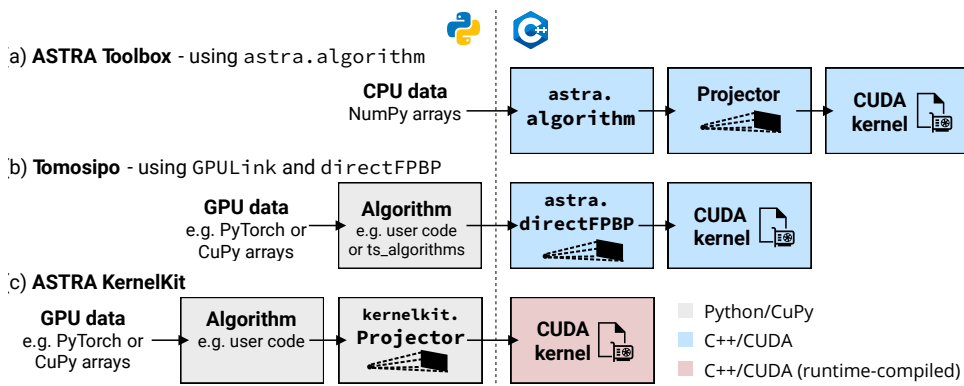 C++
(a) ASTRA Toolbox - using astra.algorithm
CPU data
NumPy arrays
astra.
algorithm
Projector
CUDA
kernel
(b) Tomosipo - using GPULink and directFPBP
GPU data
e.g. PyTorch or
CuPy arrays
Algorithm
e.g. user code
or ts_algorithms
astra.
directFPBP
CUDA
kernel
(c) ASTRA KernelKit
GPU data
e.g. PyTorch or
CuPy arrays
Algorithm
e.g. user code
kernelkit.
Projector
CUDA
kernel
Python/CuPy
C++/CUDA
C++/CUDA (runtime-compiled)